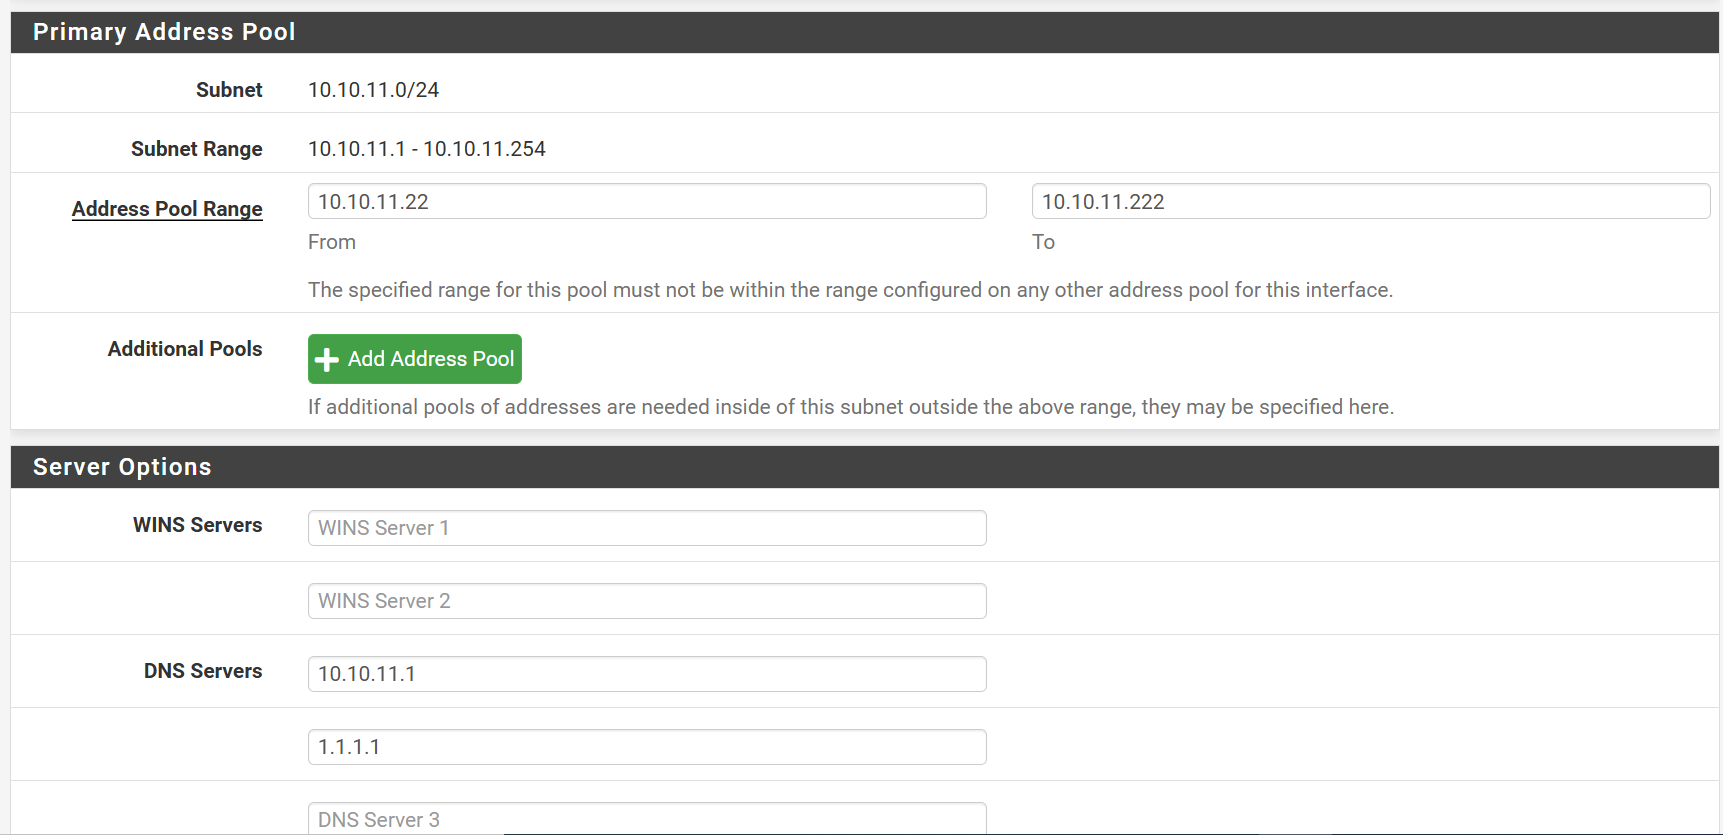 Primary Address Pool
Subnet 10.10.11.0/24
Subnet Range 10.10.11.1 - 10.10.11.254
Address Pool Range 10.10.11.22 10.10.11.222
From To
The specified range for this pool must not be within the range configured on any other address pool for this interface.
Additional Pools Add Address Pool
If additional pools of addresses are needed inside of this subnet outside the above range, they may be specified here.
Server Options
WINS Servers WINS Server 1
WINS Server 2
DNS Servers 10.10.11.1
1.1.1.1
DNS Server 3